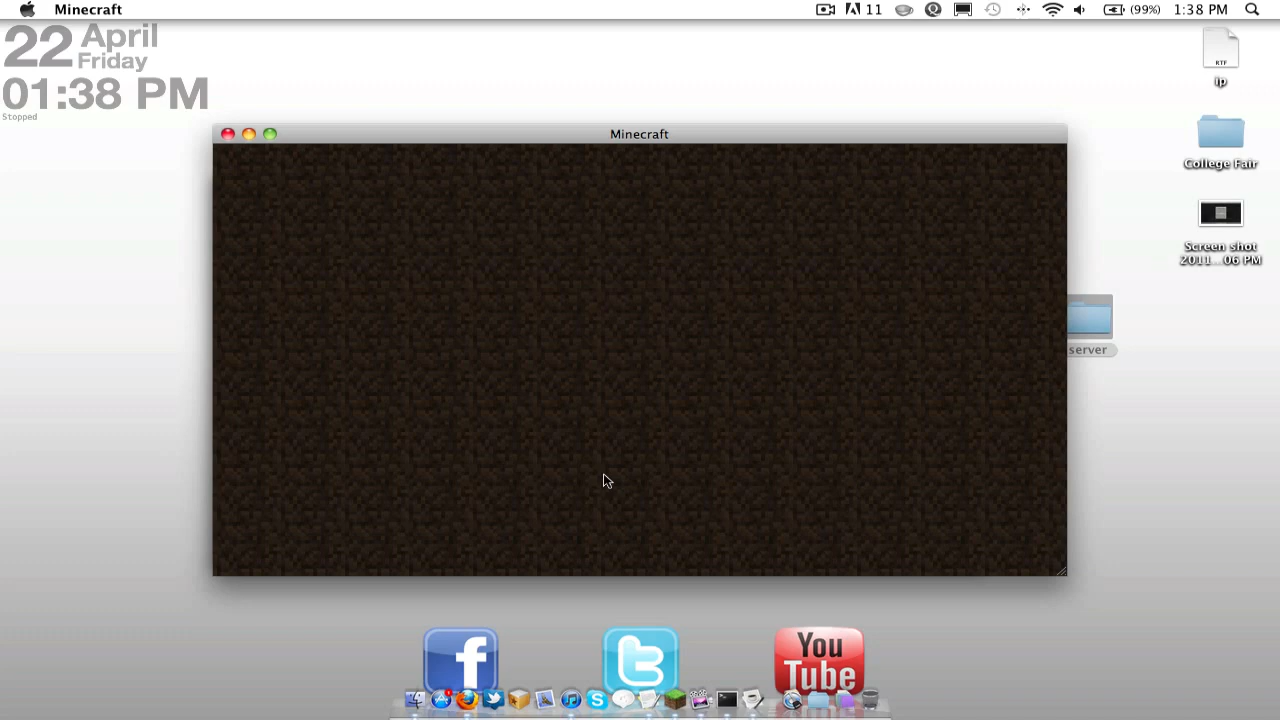 Minecraft
11
(99%)
1:38 PM
22 April
Friday
01:38 PM
Stopped
Minecraft
RTF
ip
College Fair
Screen shot
2011...06 PM
server
f
t
You
Tube